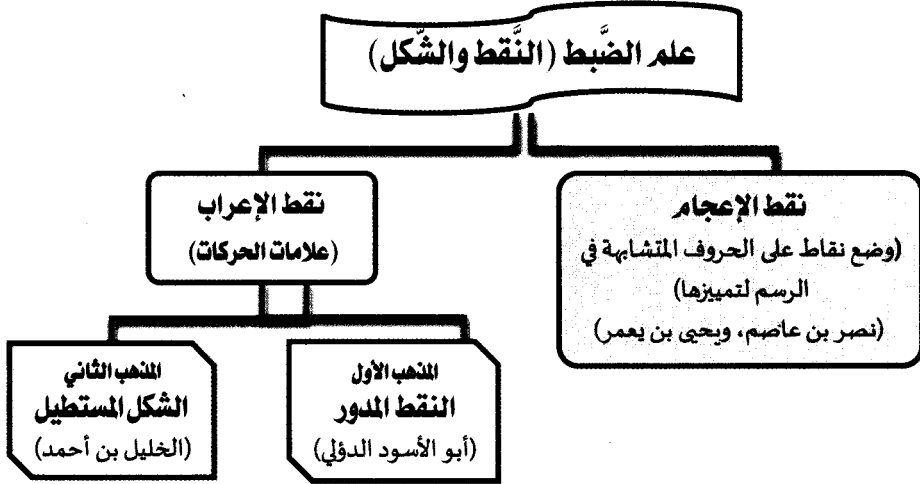 علم الضَّبط (النَّقط والشَّكل)
نقط الإعجام
(وضع نقاط على الحروف المتشابهة في
الرسم لتمييزها)
(نصر بن عاصم، ويحيى بن يعمر)
نقط الإعراب
(علامات الحركات)
المذهب الأول
النقط المدور
(أبو الأسود الدؤلي)
المذهب الثاني
الشكل المستطيل
(الخليل بن أحمد)